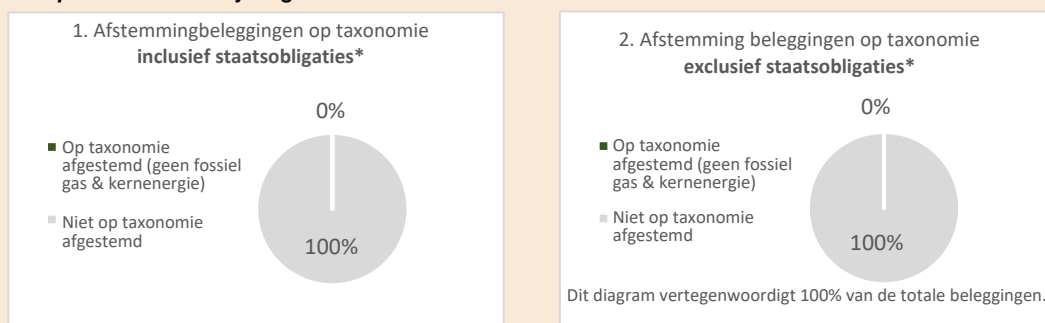 1. Afstemmingbeleggingen op taxonomie
inclusief staatsobligaties*
0%
Op taxonomie
afgestemd (geen fossiel
gas & kernenergie)
Niet op taxonomie
afgestemd
100%
2. Afstemming beleggingen op taxonomie
exclusief staatsobligaties*
0%
Op taxonomie
afgestemd (geen fossiel
gas & kernenergie)
Niet op taxonomie
afgestemd
100%
Dit diagram vertegenwoordigt 100% van de totale beleggingen.